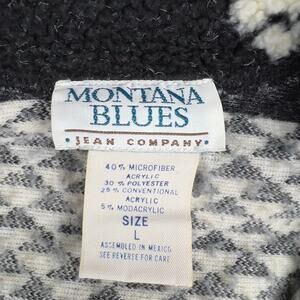 MONTANA
BLUES
• JEAN COMPANY •
40% MICROFIBER
ACRYLIC
30% POLYESTER
25% CONVENTIONAL
ACRYLIC
5% MODACRYLIC
SIZE
L
ASSEMBLED IN MEXICO
SEE REVERSE FOR CARE